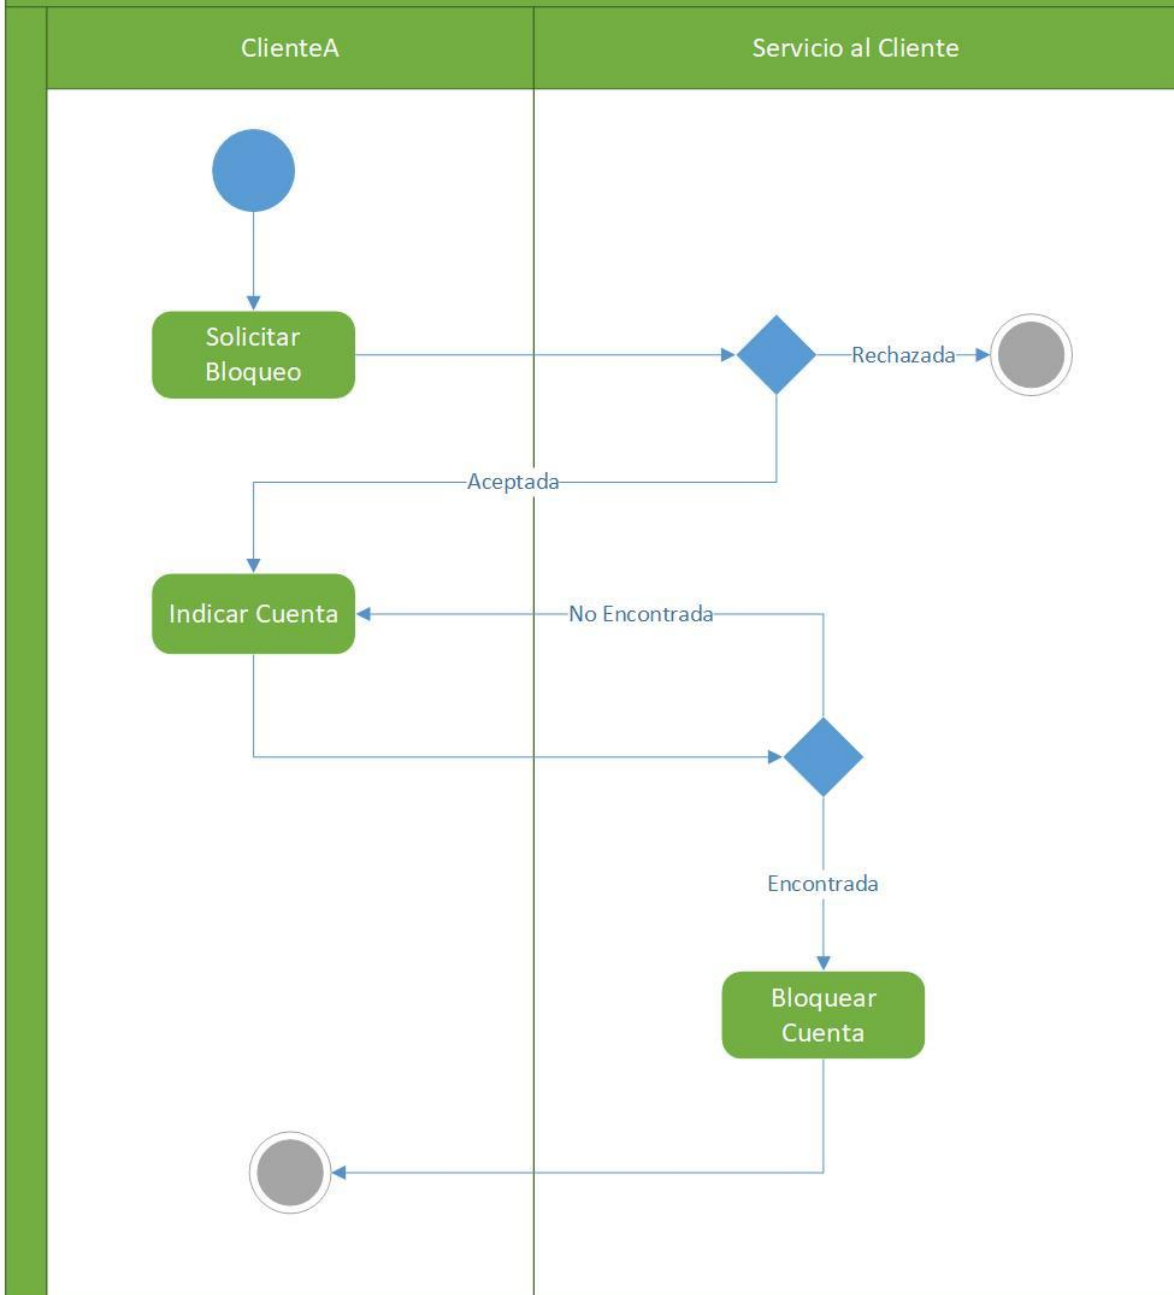 ClienteA
Servicio al Cliente
Solicitar
Bloqueo
Rechazada
Aceptada
Indicar Cuenta
No Encontrada
Encontrada
Bloquear
Cuenta